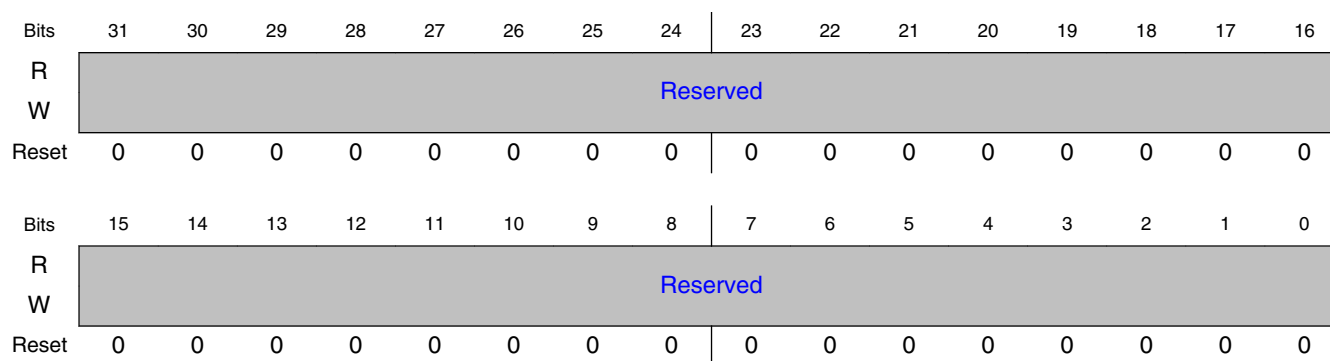 Bits 31 30 29 28 27 26 25 24 23 22 21 20 19 18 17 16
R
Reserved
W
Reset 0 0 0 0 0 0 0 0 0 0 0 0 0 0 0 0
Bits 15 14 13 12 11 10 9 8 7 6 5 4 3 2 1 0
R
Reserved
W
Reset 0 0 0 0 0 0 0 0 0 0 0 0 0 0 0 0